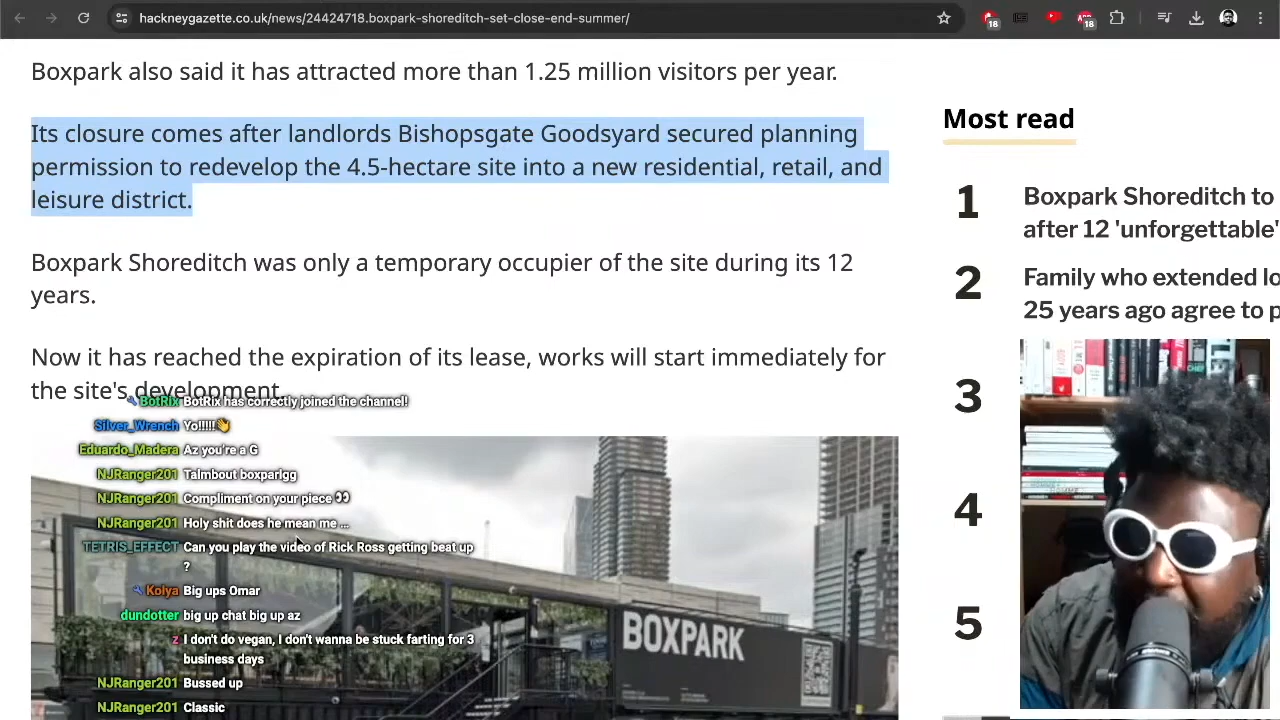 hackneygazette.co.uk/news/24424718.boxpark-shoreditch-set-close-end-summer/
18
18
Boxpark also said it has attracted more than 1.25 million visitors per year.
Its closure comes after landlords Bishopsgate Goodsyard secured planning
permission to redevelop the 4.5-hectare site into a new residential, retail, and
leisure district.
Boxpark Shoreditch was only a temporary occupier of the site during its 12
years.
Now it has reached the expiration of its lease, works will start immediately for
the site's development.
BotRix BotRix has correctly joined the channel!
Silver_Wrench Yo!!!!!👋
Eduardo_Madera Az you're a G
NJRanger201 Talmbout boxparigg
NJRanger201 Compliment on your piece 👀
NJRanger201 Holy shit does he mean me ...
TETRIS_EFFECT Can you play the video of Rick Ross getting beat up
?
Kolya Big ups Omar
dundotter big up chat big up az
z I don't do vegan, I don't wanna be stuck farting for 3
business days
NJRanger201 Bussed up
NJRanger201 Classic
BOXPARK
Most read
1
Boxpark Shoreditch to
after 12 'unforgettable'
2
Family who extended lo
25 years ago agree to p
3
4
5